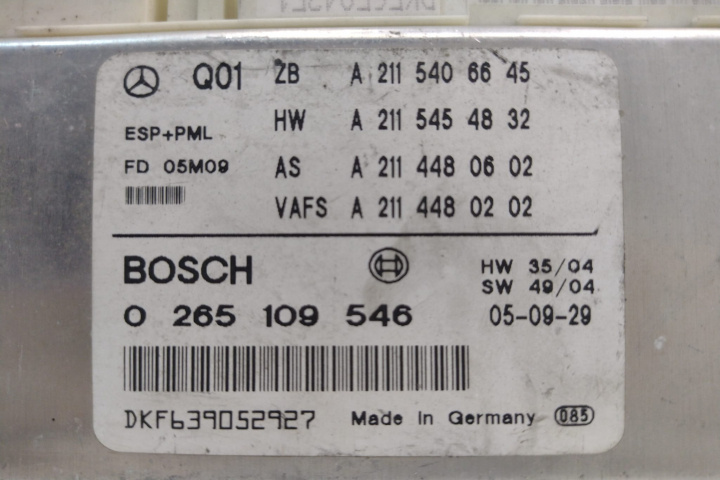 Q01 ZB A 211 540 66 45
ESP+PML HW A 211 545 48 32
FD 05M09 AS A 211 448 06 02
VAFS A 211 448 02 02
BOSCH HW 35/04
SW 49/04
0 265 109 546 05-09-29
DKF639052927 Made in Germany 085